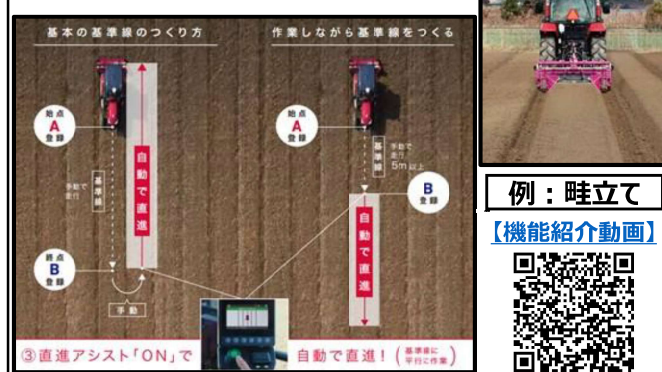 基本の基準線のつくり方
作業しながら基準線をつくる
始点
A
登録
手動で
走行
基準線
自動で直進
終点
B
登録
手動
始点
A
登録
基準線
手動で
走行
5m以上
B
登録
自動で直進
③直進アシスト「ON」で
自動で直進!(基準線に
平行に作業)
例:畦立て
【機能紹介動画】